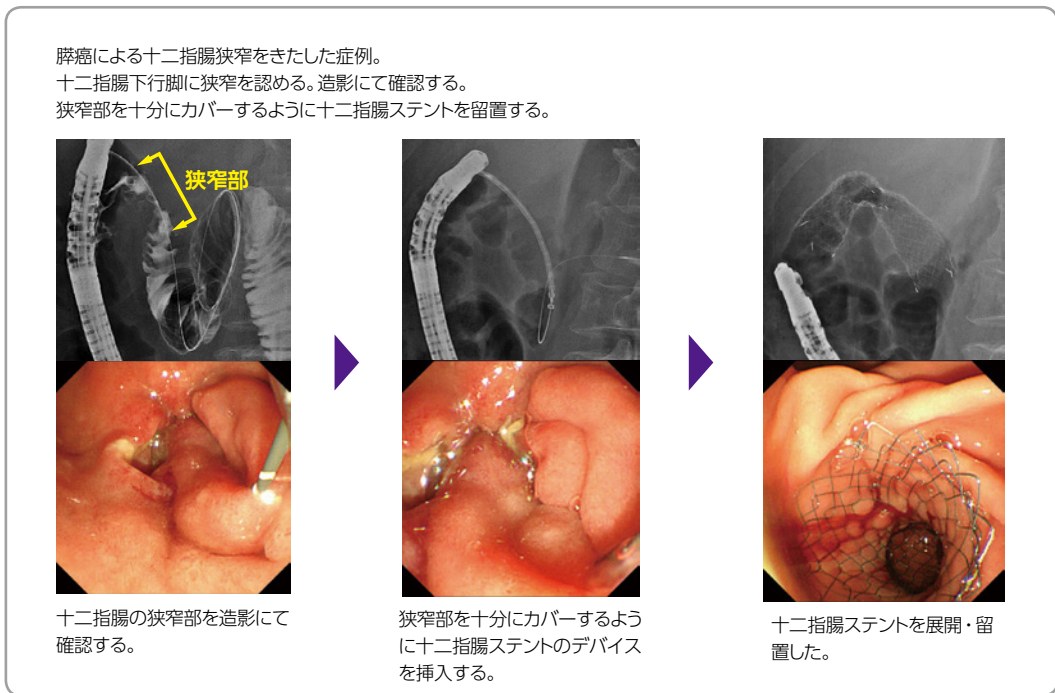 膵癌による十二指腸狭窄をきたした症例。
十二指腸下行脚に狭窄を認める。造影にて確認する。
狭窄部を十分にカバーするように十二指腸ステントを留置する。
狭窄部
十二指腸の狭窄部を造影にて
確認する。
狭窄部を十分にカバーするよう
に十二指腸ステントのデバイス
を挿入する。
十二指腸ステントを展開・留
置した。